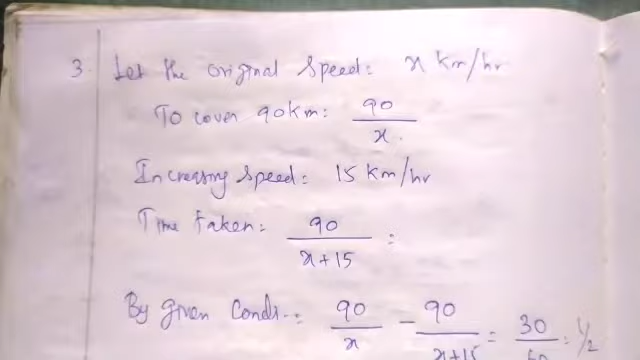 3. Let the original Speed: x km/hr
To cover 90km: 90/x.
Increasing speed: 15 km/hr
Time taken: 90/x+15 =
By given Condi..: 90/x - 90/x+15 = 30/60 = 1/2